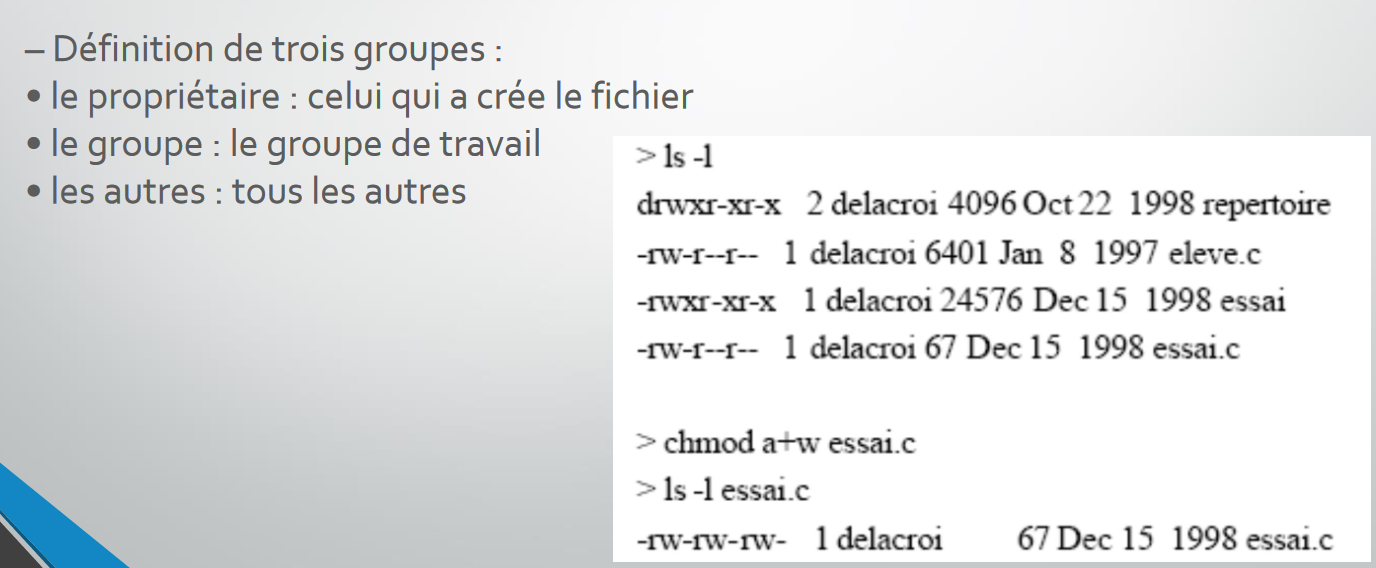 – Définition de trois groupes :
• le propriétaire : celui qui a crée le fichier
• le groupe : le groupe de travail
• les autres : tous les autres
> ls -l
drwxr-xr-x 2 delacroi 4096 Oct 22 1998 repertoire
-rw-r--r-- 1 delacroi 6401 Jan 8 1997 eleve.c
-rwxr-xr-x 1 delacroi 24576 Dec 15 1998 essai
-rw-r--r-- 1 delacroi 67 Dec 15 1998 essai.c
> chmod a+w essai.c
> ls -l essai.c
-rw-rw-rw- 1 delacroi 67 Dec 15 1998 essai.c